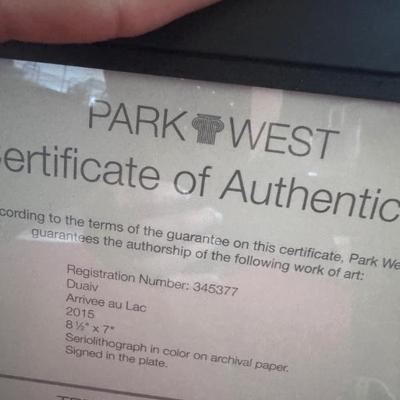 PARK WEST
ertificate of Authentic
cording to the terms of the guarantee on this certificate, Park We
guarantees the authorship of the following work of art:
Registration Number: 345377
Duaiv
Arrivee au Lac
2015
8 ½" x 7"
Seriolithograph in color on archival paper.
Signed in the plate.